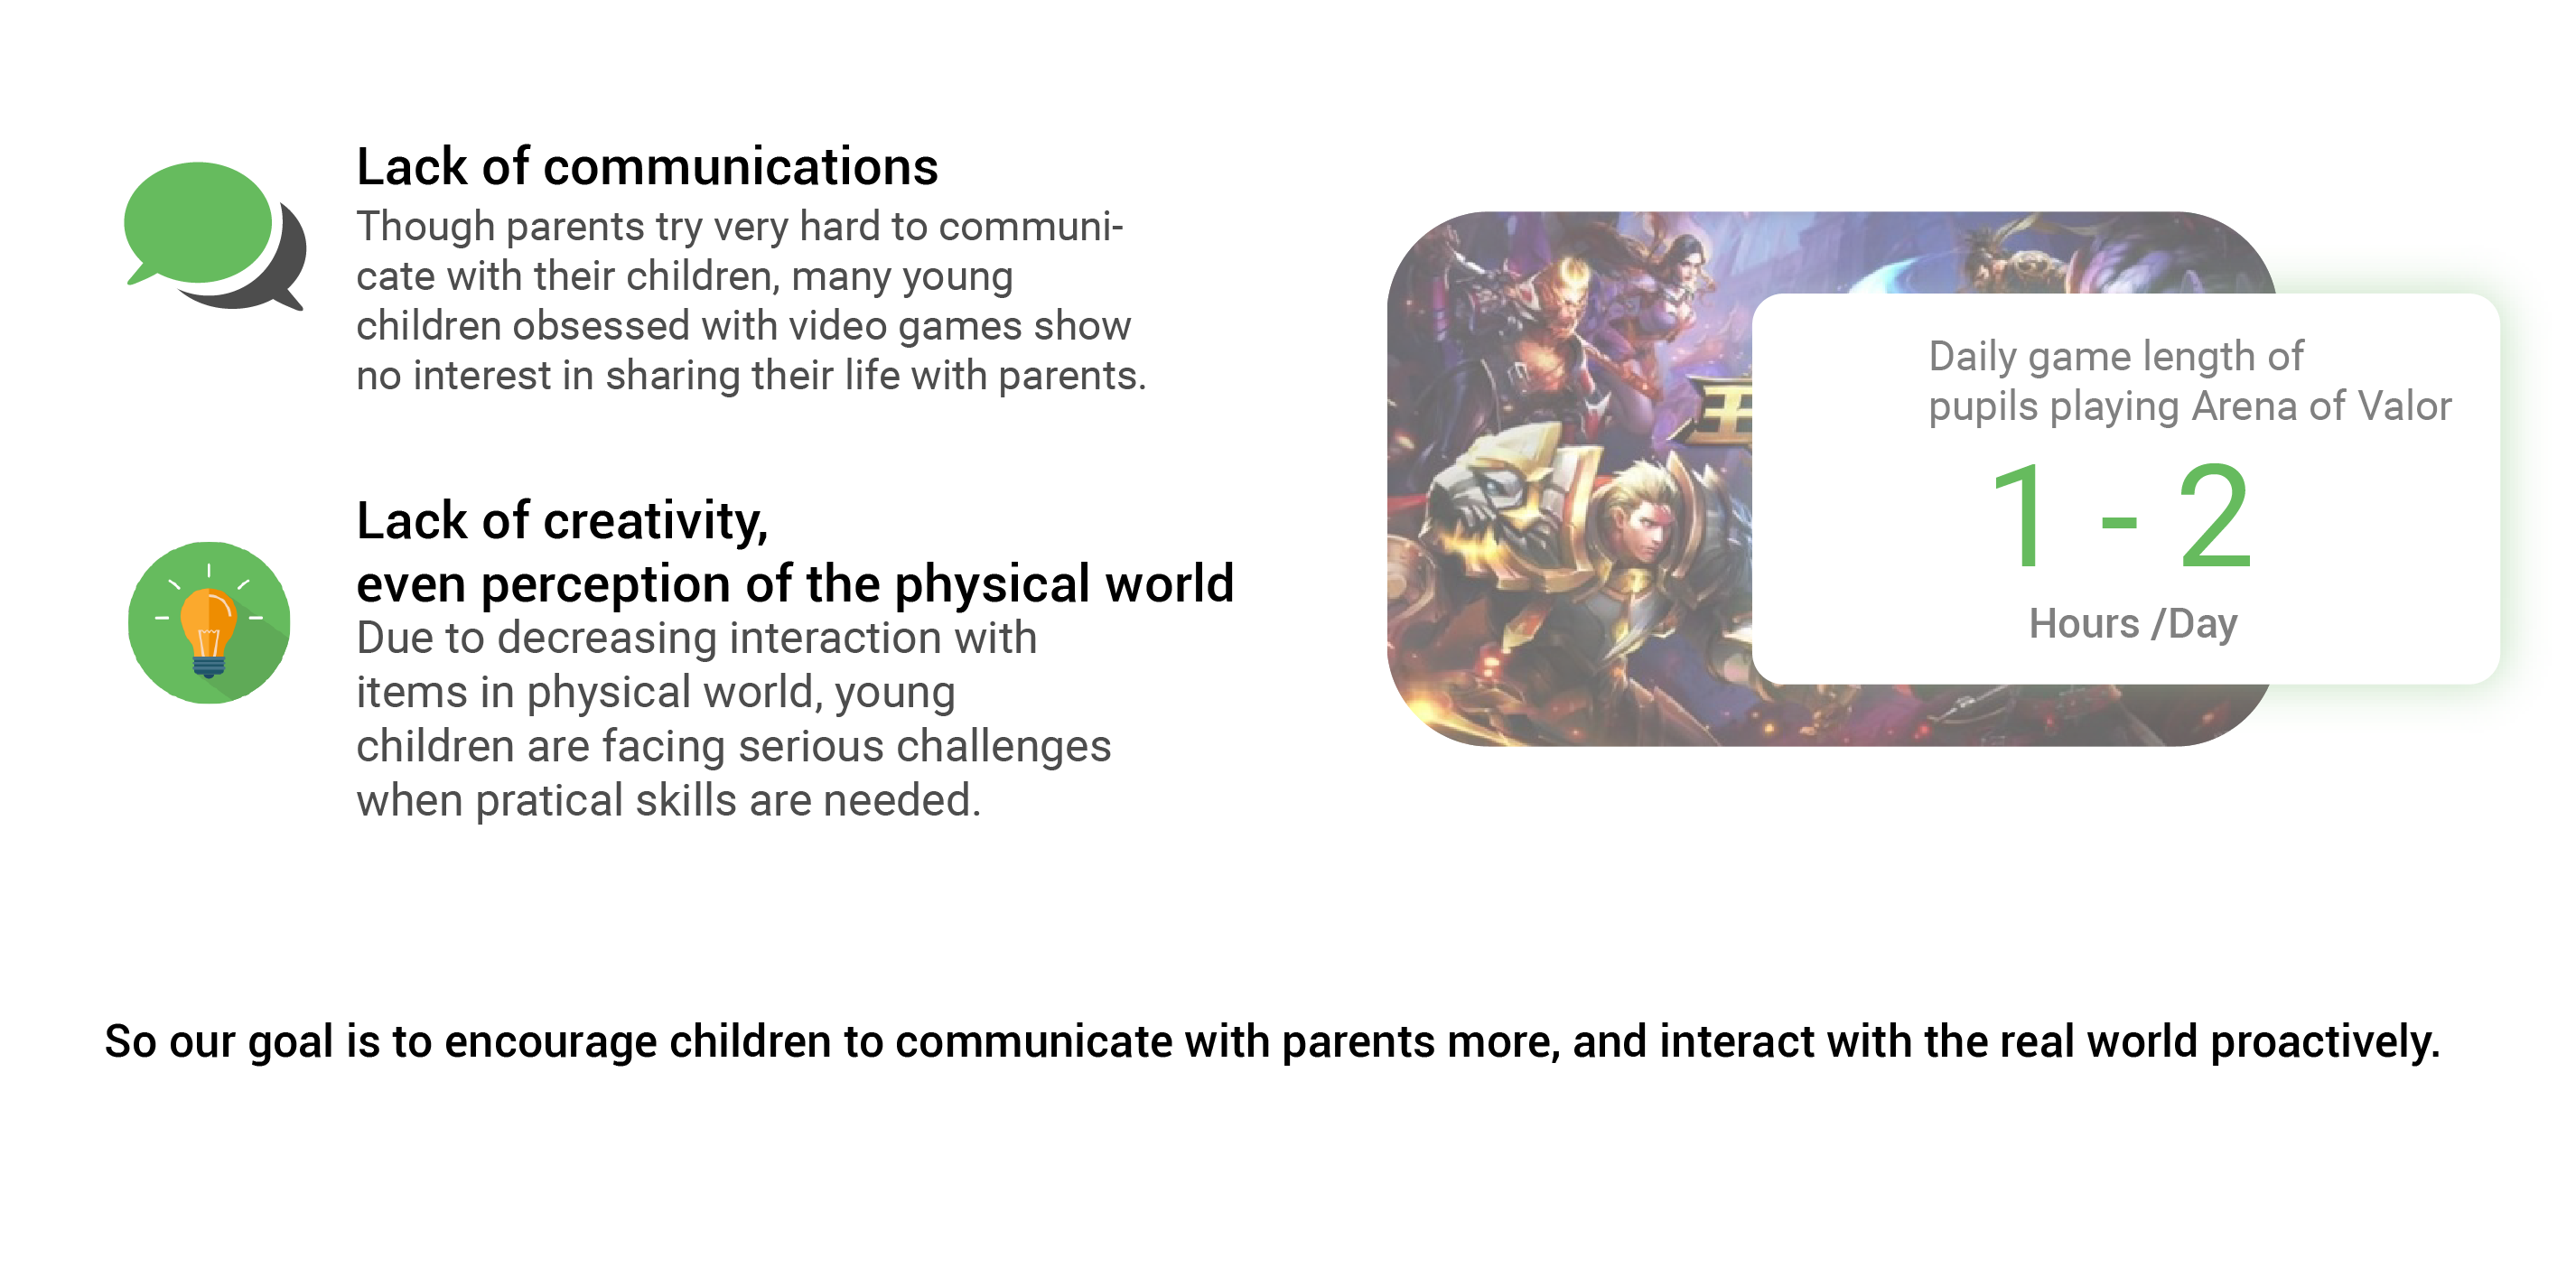 Lack of communications
Though parents try very hard to communi-
cate with their children, many young
children obsessed with video games show
no interest in sharing their life with parents.
Lack of creativity,
even perception of the physical world
Due to decreasing interaction with
items in physical world, young
children are facing serious challenges
when pratical skills are needed.
Daily game length of
pupils playing Arena of Valor
1 - 2
Hours /Day
So our goal is to encourage children to communicate with parents more, and interact with the real world proactively.